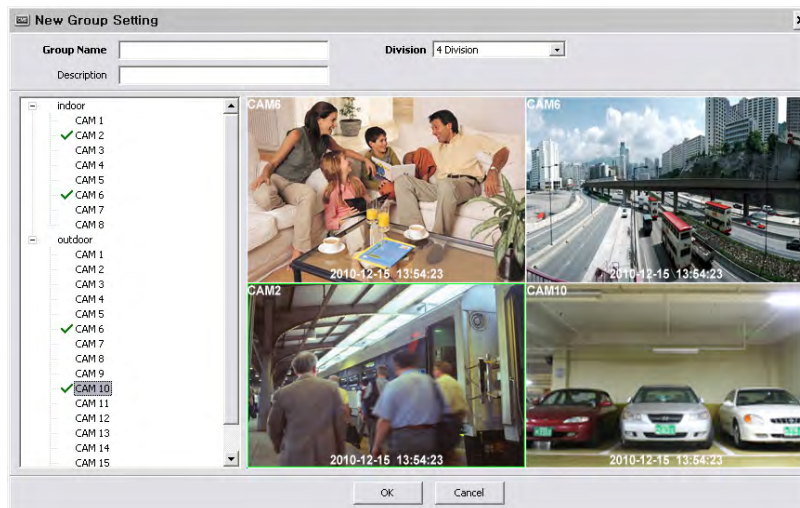 New Group Setting
Group Name
Division
4 Division
Description
indoor
CAM 1
CAM 2
CAM 3
CAM 4
CAM 5
CAM 6
CAM 7
CAM 8
outdoor
CAM 1
CAM 2
CAM 3
CAM 4
CAM 5
CAM 6
CAM 7
CAM 8
CAM 9
CAM 10
CAM 11
CAM 12
CAM 13
CAM 14
CAM 15
CAM6
2010-12-15 13:54:23
CAM6
2010-12-15 13:54:23
CAM2
2010-12-15 13:54:23
CAM10
2010-12-15 13:54:23
OK
Cancel